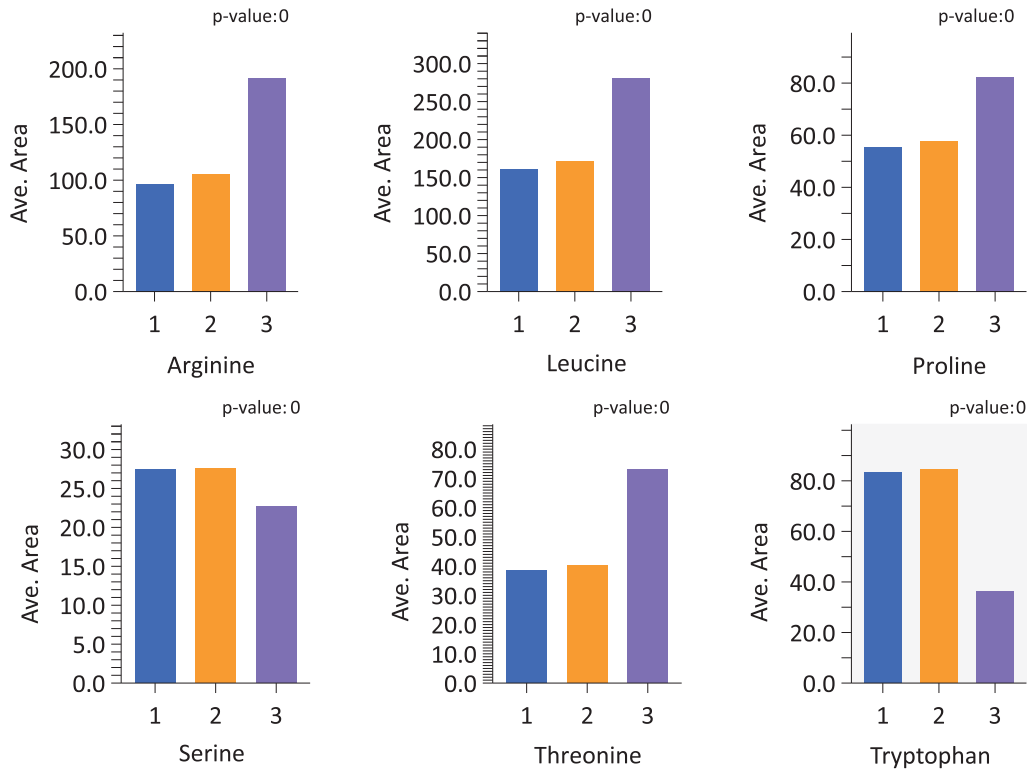 p-value:0
Ave. Area
200.0
150.0
100.0
50.0
0.0
1 2 3
Arginine
p-value:0
Ave. Area
300.0
250.0
200.0
150.0
100.0
50.0
0.0
1 2 3
Leucine
p-value:0
Ave. Area
80.0
60.0
40.0
20.0
0.0
1 2 3
Proline
p-value:0
Ave. Area
30.0
25.0
20.0
15.0
10.0
5.0
0.0
1 2 3
Serine
p-value:0
Ave. Area
80.0
70.0
60.0
50.0
40.0
30.0
20.0
10.0
0.0
1 2 3
Threonine
p-value:0
Ave. Area
80.0
60.0
40.0
20.0
0.0
1 2 3
Tryptophan